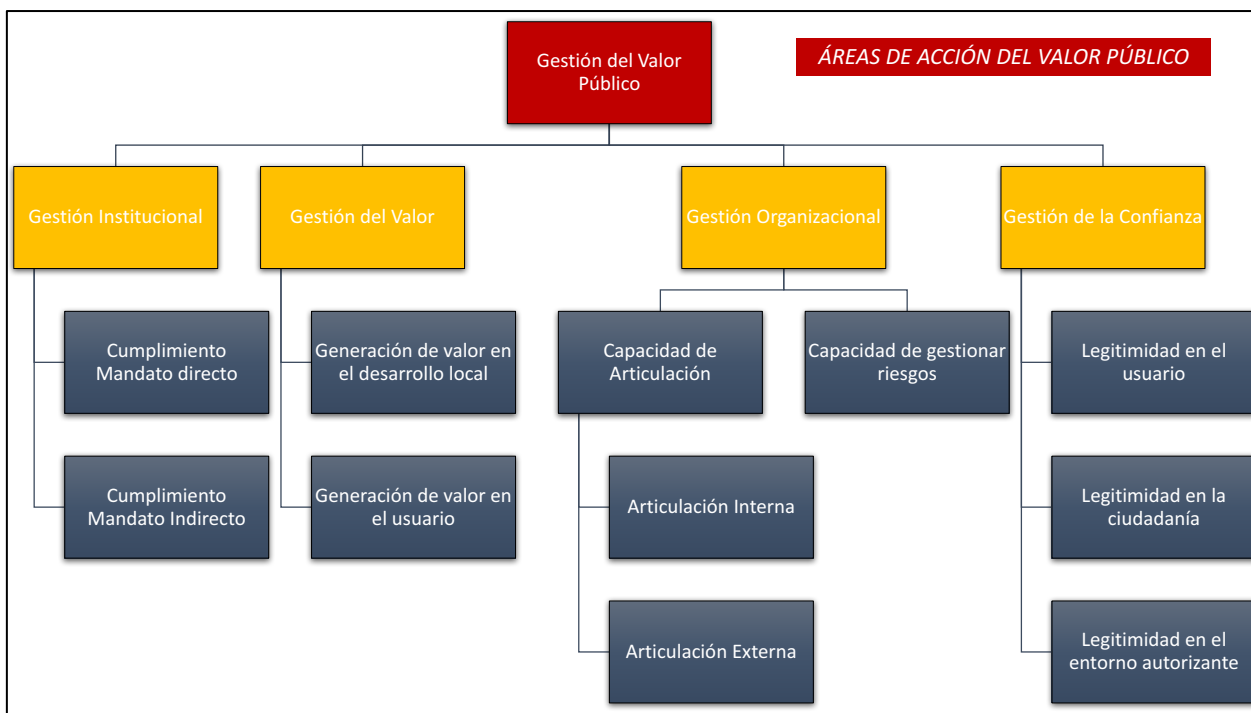 Gestión del Valor
Público
ÁREAS DE ACCIÓN DEL VALOR PÚBLICO
Gestión Institucional
Gestión del Valor
Gestión Organizacional
Gestión de la Confianza
Cumplimiento
Mandato directo
Generación de valor en
el desarrollo local
Capacidad de
Articulación
Capacidad de gestionar
riesgos
Legitimidad en el
usuario
Cumplimiento
Mandato Indirecto
Generación de valor en
el usuario
Articulación Interna
Legitimidad en la
ciudadanía
Articulación Externa
Legitimidad en el
entorno autorizante